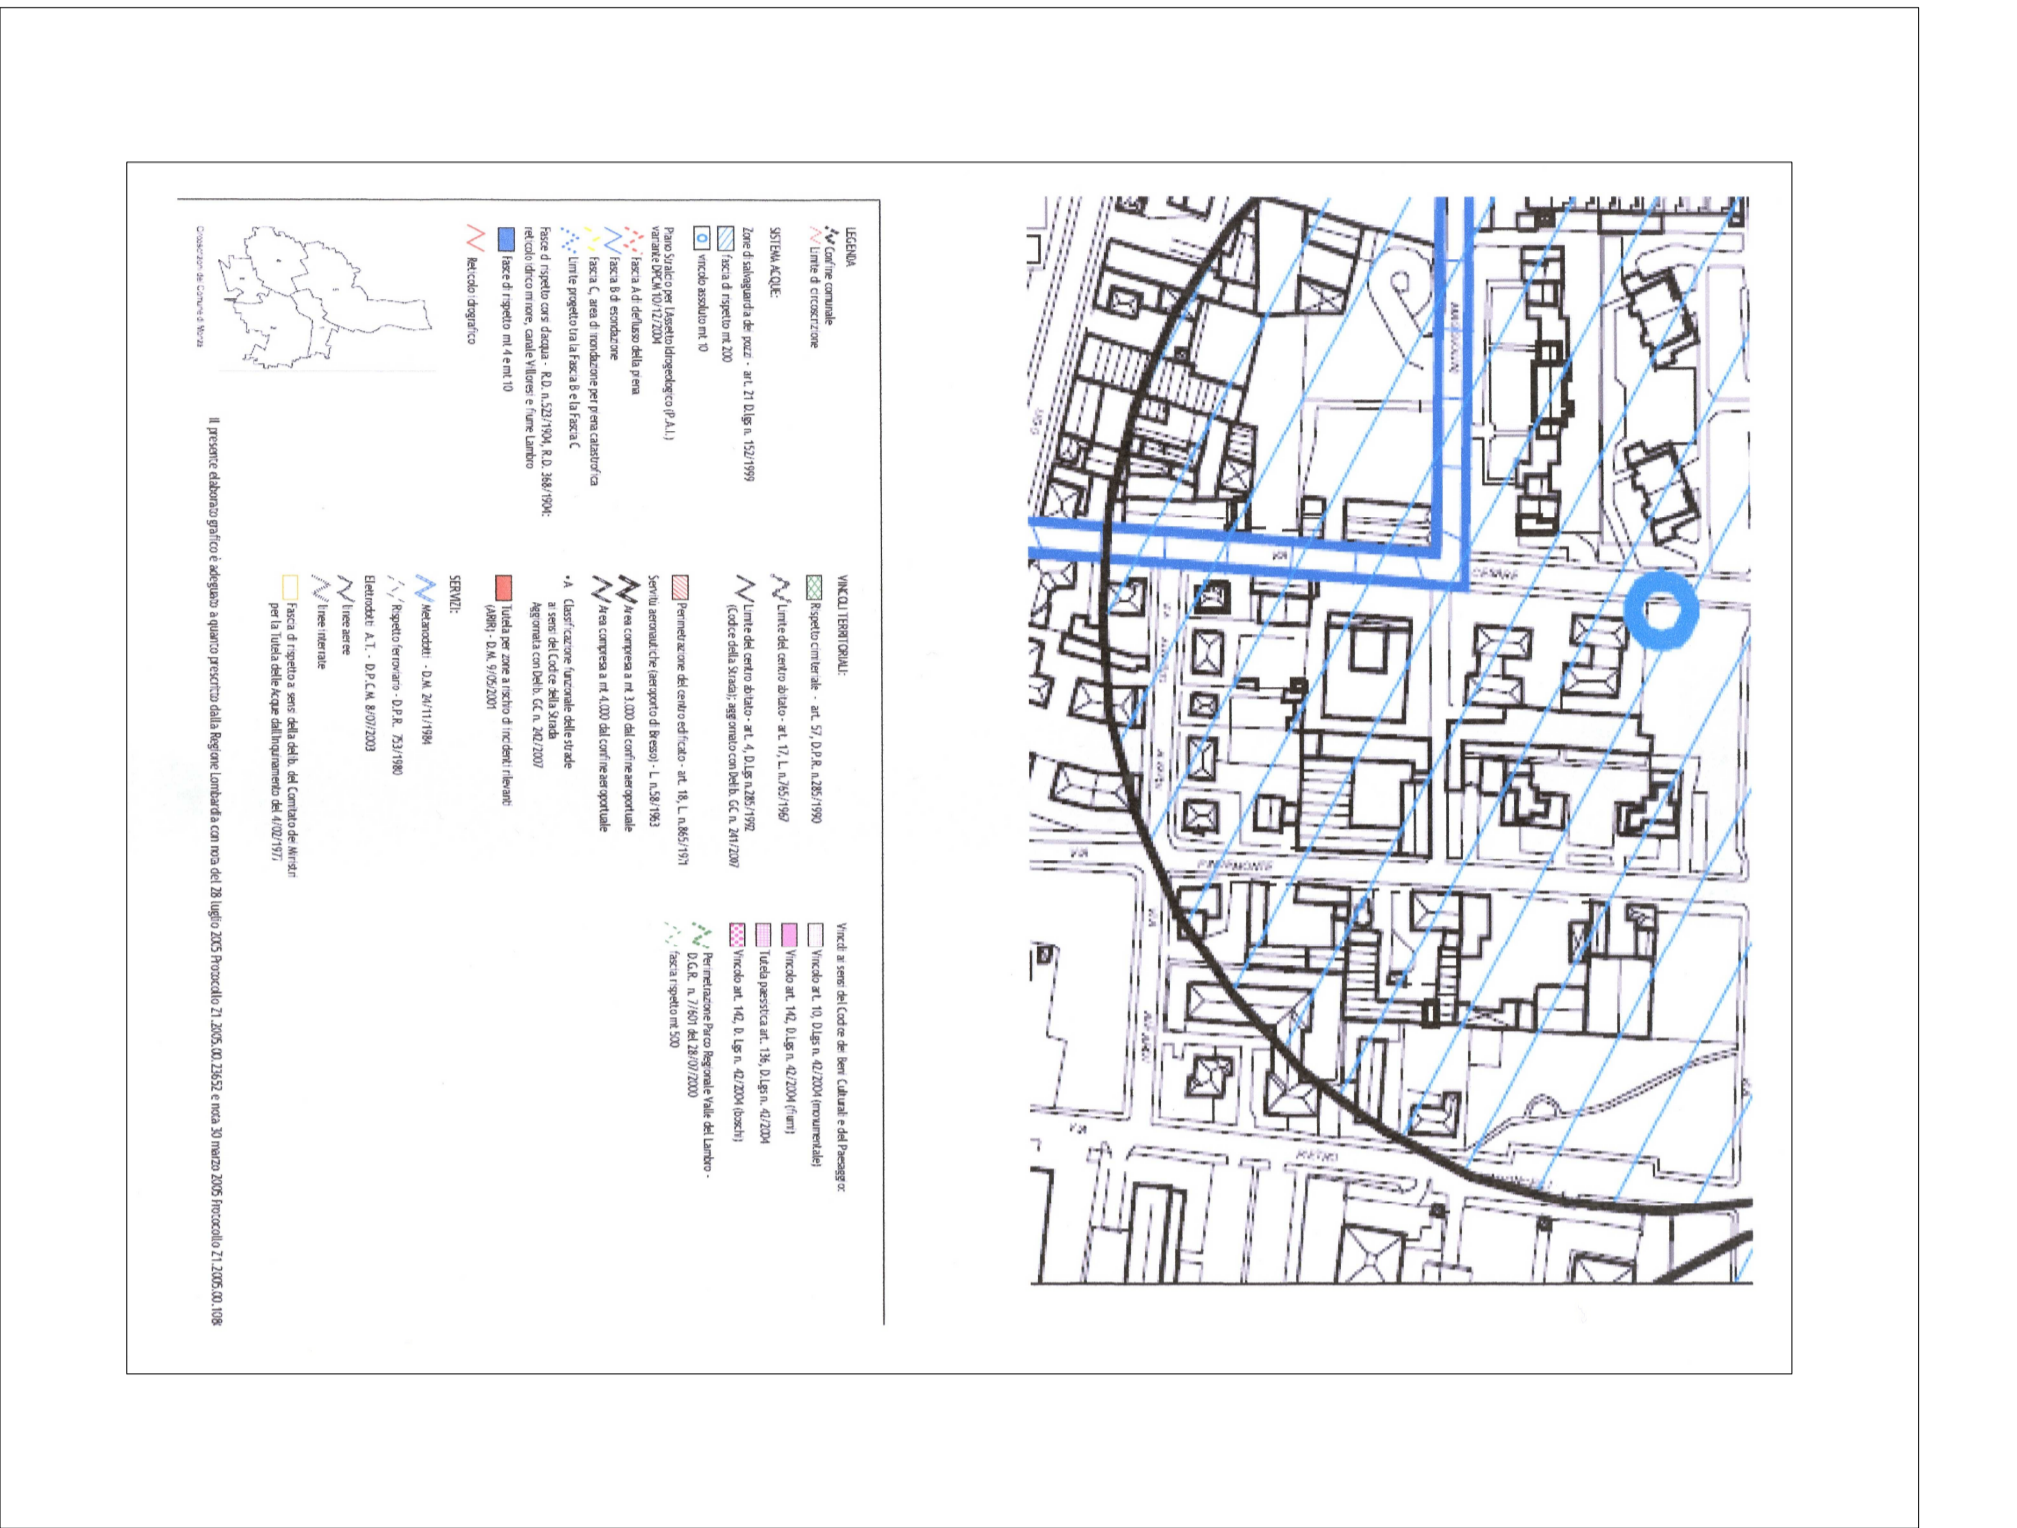 LEGENDA
Confine comunale
Limite di circoscrizione
SISTEMA ACQUE:
Zone di salvaguardia dei pozzi - art. 21 D.lgs n. 152/1999
fascia di rispetto mt 200
vincolo assoluto mt 10
Piano Stralcio per l'Assetto Idrogeologico (P.A.I.)
variante DPCM 10/12/2004
Fascia A di deflusso della piena
Fascia B di esondazione
Fascia C, area di inondazione per piena catastrofica
Limite progetto tra la Fascia B e la Fascia C
Fasce di rispetto corsi d'acqua - R.D. n.523/1904, R.D. 368/1904:
reticolo idrico minore, canale Villoresi e fiume Lambro
Fasce di rispetto mt 4 e mt 10
Reticolo idrografico
Circoscrizioni del Comune di Monza
VINCOLI TERRITORIALI:
Rispetto cimiteriale - art. 57, D.P.R. n.285/1990
Limite del centro abitato - art. 17, L. n.765/1967
Limite del centro abitato - art. 4, D.Lgs n.285/1992
(Codice della Strada); aggiornato con Delib. GC n. 241/2007
Perimetrazione del centro edificato - art. 18, L. n.865/1971
Servitù aeronautiche (aeroporto di Bresso) - L. n.58/1963
Area compresa a mt 3.000 dal confine aeroportuale
Area compresa a mt 4.000 dal confine aeroportuale
• A Classificazione funzionale delle strade
ai sensi del Codice della Strada
Aggiornata con Delib. GC n. 242/2007
Tutela per zone a rischio di incidenti rilevanti
(ARIR) - D.M. 9/05/2001
SERVIZI:
Metanodotti - D.M. 24/11/1984
Rispetto ferroviario - D.P.R. 753/1980
Elettrodotti A.T. - D.P.C.M. 8/07/2003
linee aeree
linee interrate
Fascia di rispetto ai sensi della delib. del Comitato dei Ministri
per la Tutela delle Acque dall'Inquinamento del 4/02/1977
Vincoli ai sensi del Codice dei Beni Culturali e del Paesaggio:
Vincolo art. 10, D.lgs n. 42/2004 (monumentale)
Vincolo art. 142, D.Lgs n. 42/2004 (fiumi)
Tutela paesistica art. 136, D.Lgs n. 42/2004
Vincolo art. 142, D. Lgs n. 42/2004 (boschi)
Perimetrazione Parco Regionale Valle del Lambro -
D.G.R. n. 7/601 del 28/07/2000
fascia rispetto mt 500
Il presente elaborato grafico è adeguato a quanto prescritto dalla Regione Lombardia con nota del 28 luglio 2005 Protocollo Z1.2005.00.23652 e nota 30 marzo 2005 Protocollo Z1.2005.00.108
VIA
CESARE
VIA
PINDEMONTE
VIA
VIA
PIETRO